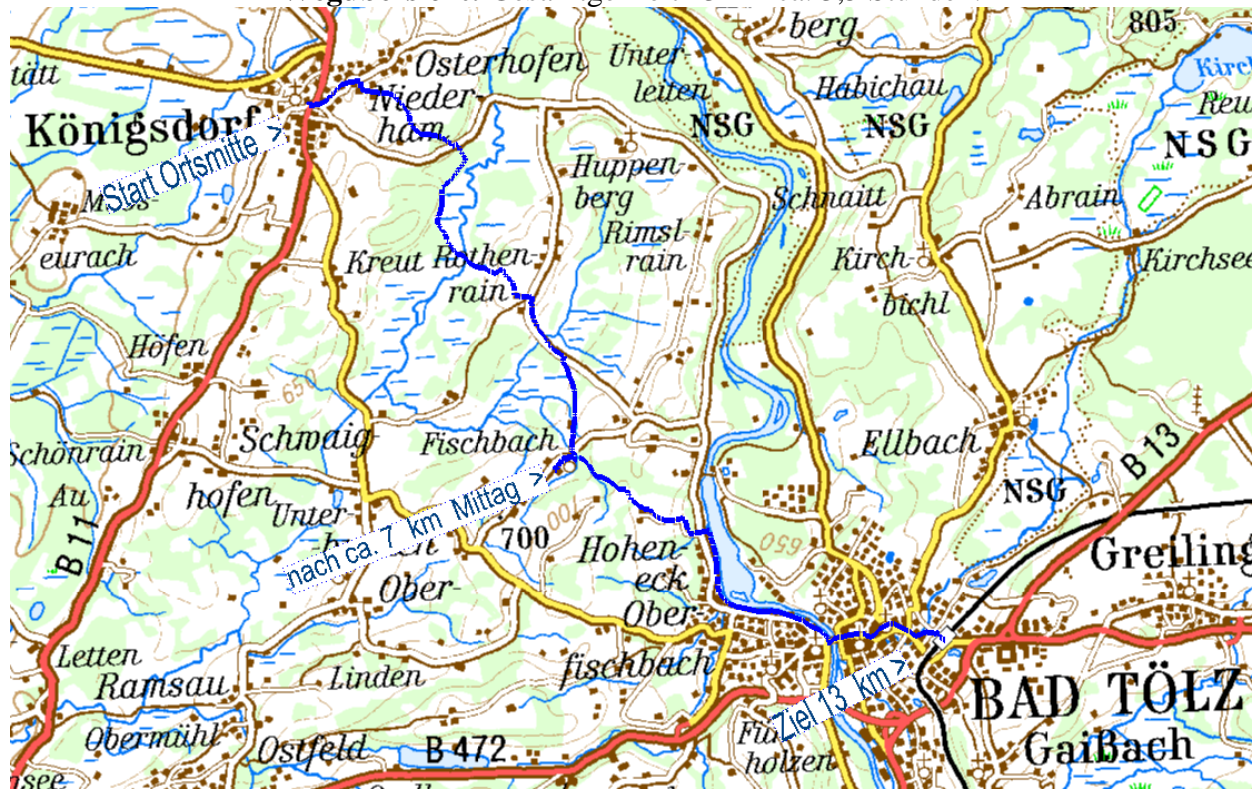 805
berg
Osterhofen
Unter-
leiten
Habichau
tätt
Kirch
Reu
Nieder-
ham
Königsdorf
NSG
NSG
NSG
Start Ortsmitte >
Huppen-
berg
Schnaitt
Abrain
eurach
Rimsl-
rain
Kreut
Rothen-
rain
Kirch-
bichl
Kirchsee
Höfen
650
Schwaig-
hofen
Fischbach
Ellbach
B 13
Schönrain
Au
Unter-
NSG
nach ca. 7 km Mittag >
700
B 11
Hohen-
eck
650
Greiling
Ober-
Ober-
fischbach
Letten
Ramsau
Linden
Ziel 13 km >
BAD TÖLZ
Obermühl
Ostfeld
B 472
holzen
Gaißach
see